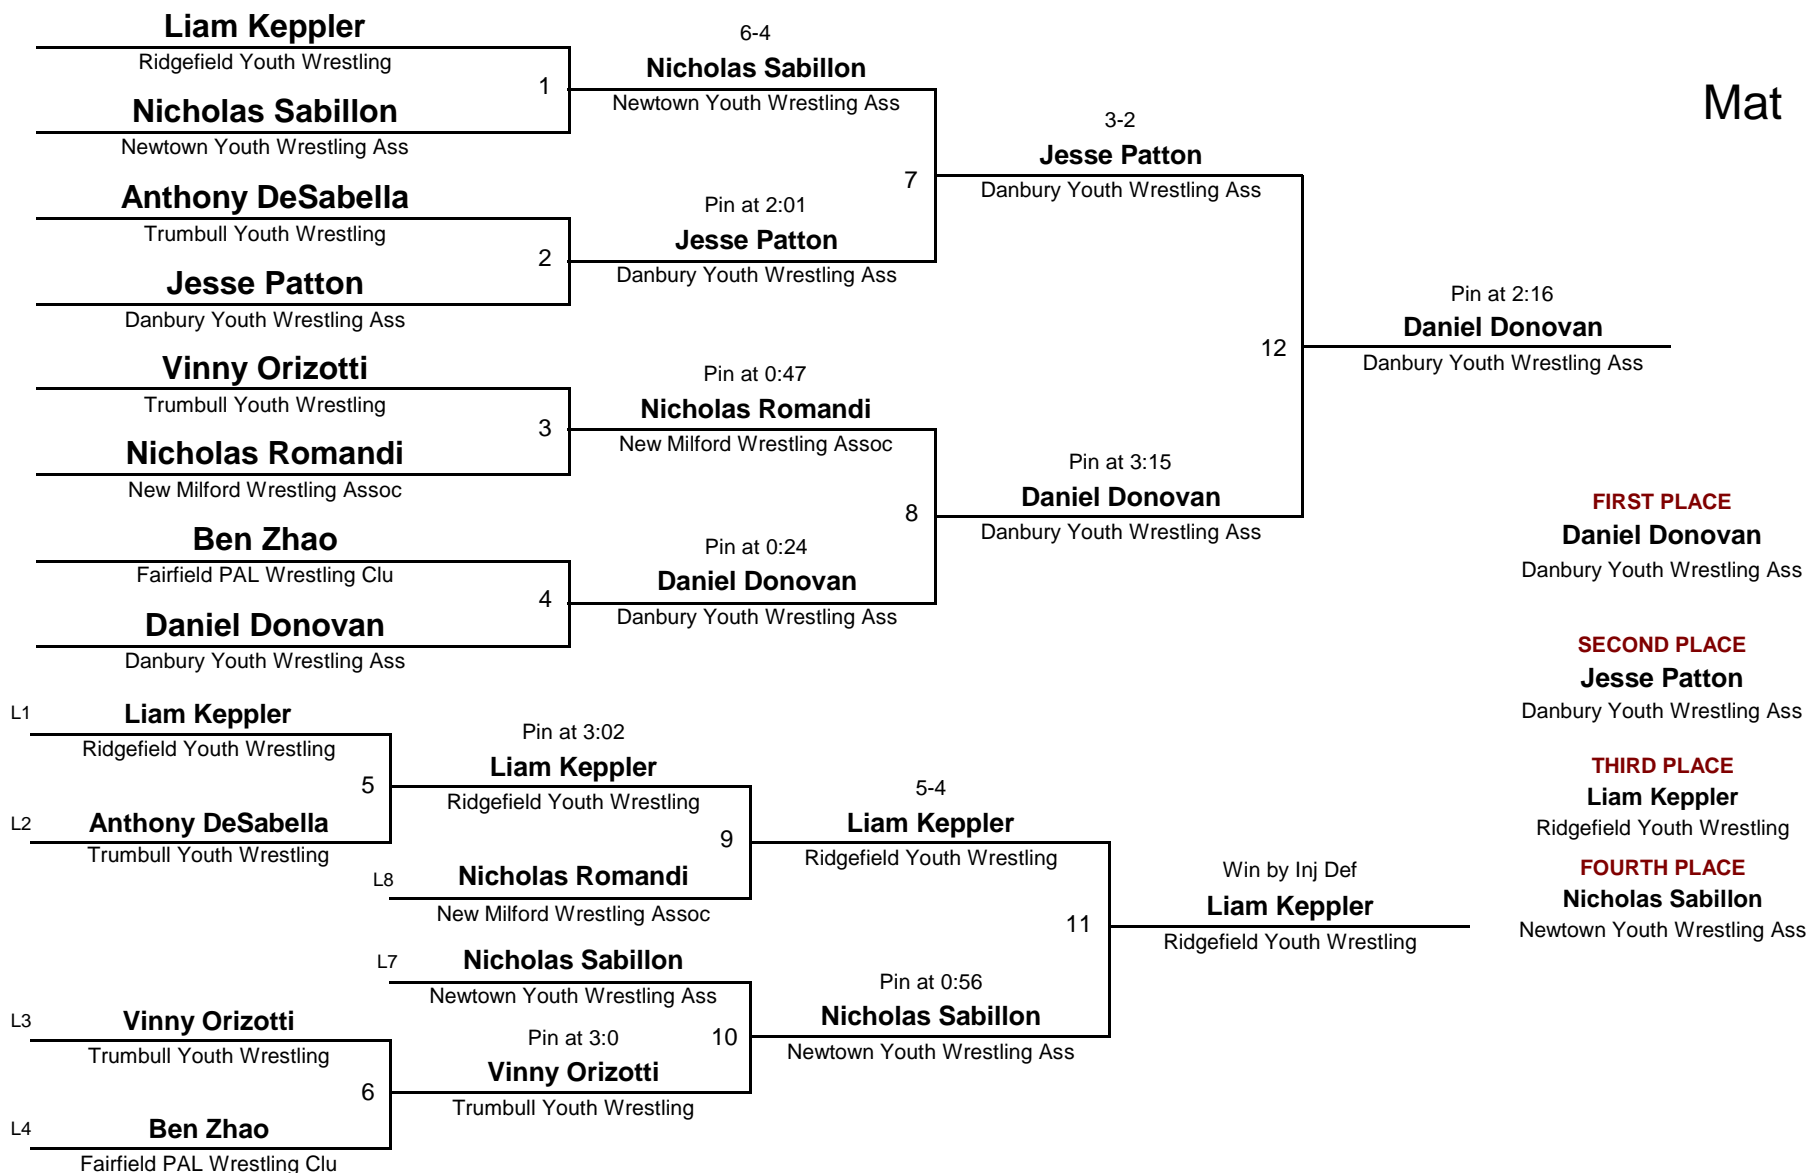 Liam Keppler
Ridgefield Youth Wrestling
1
Nicholas Sabillon
Newtown Youth Wrestling Ass
Anthony DeSabella
Trumbull Youth Wrestling
2
Jesse Patton
Danbury Youth Wrestling Ass
Vinny Orizotti
Trumbull Youth Wrestling
3
Nicholas Romandi
New Milford Wrestling Assoc
Ben Zhao
Fairfield PAL Wrestling Clu
4
Daniel Donovan
Danbury Youth Wrestling Ass
6-4
Nicholas Sabillon
Newtown Youth Wrestling Ass
7
Pin at 2:01
Jesse Patton
Danbury Youth Wrestling Ass
Pin at 0:47
Nicholas Romandi
New Milford Wrestling Assoc
8
Pin at 0:24
Daniel Donovan
Danbury Youth Wrestling Ass
3-2
Jesse Patton
Danbury Youth Wrestling Ass
12
Pin at 3:15
Daniel Donovan
Danbury Youth Wrestling Ass
Pin at 2:16
Daniel Donovan
Danbury Youth Wrestling Ass
Mat
L1
Liam Keppler
Ridgefield Youth Wrestling
5
L2
Anthony DeSabella
Trumbull Youth Wrestling
L3
Vinny Orizotti
Trumbull Youth Wrestling
6
L4
Ben Zhao
Fairfield PAL Wrestling Clu
Pin at 3:02
Liam Keppler
Ridgefield Youth Wrestling
9
L8
Nicholas Romandi
New Milford Wrestling Assoc
L7
Nicholas Sabillon
Newtown Youth Wrestling Ass
10
Pin at 3:0
Vinny Orizotti
Trumbull Youth Wrestling
5-4
Liam Keppler
Ridgefield Youth Wrestling
11
Pin at 0:56
Nicholas Sabillon
Newtown Youth Wrestling Ass
Win by Inj Def
Liam Keppler
Ridgefield Youth Wrestling
FIRST PLACE
Daniel Donovan
Danbury Youth Wrestling Ass
SECOND PLACE
Jesse Patton
Danbury Youth Wrestling Ass
THIRD PLACE
Liam Keppler
Ridgefield Youth Wrestling
FOURTH PLACE
Nicholas Sabillon
Newtown Youth Wrestling Ass